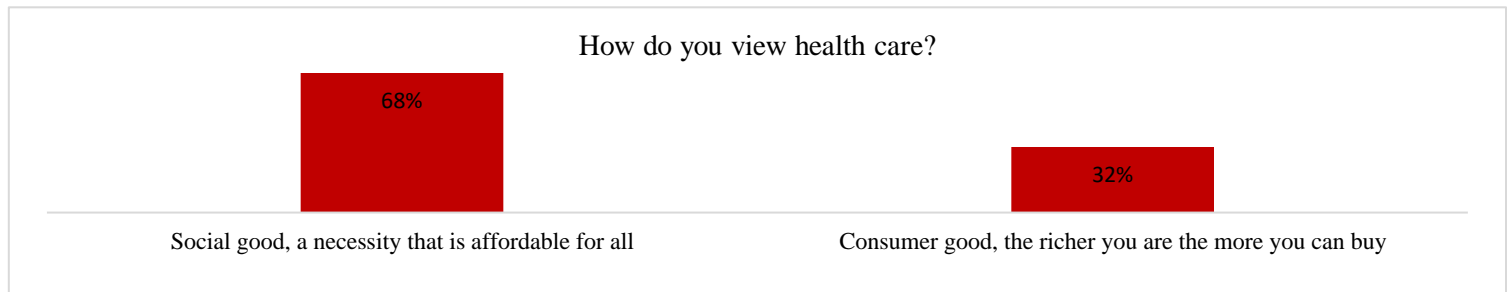 How do you view health care?
68%
32%
Social good, a necessity that is affordable for all
Consumer good, the richer you are the more you can buy